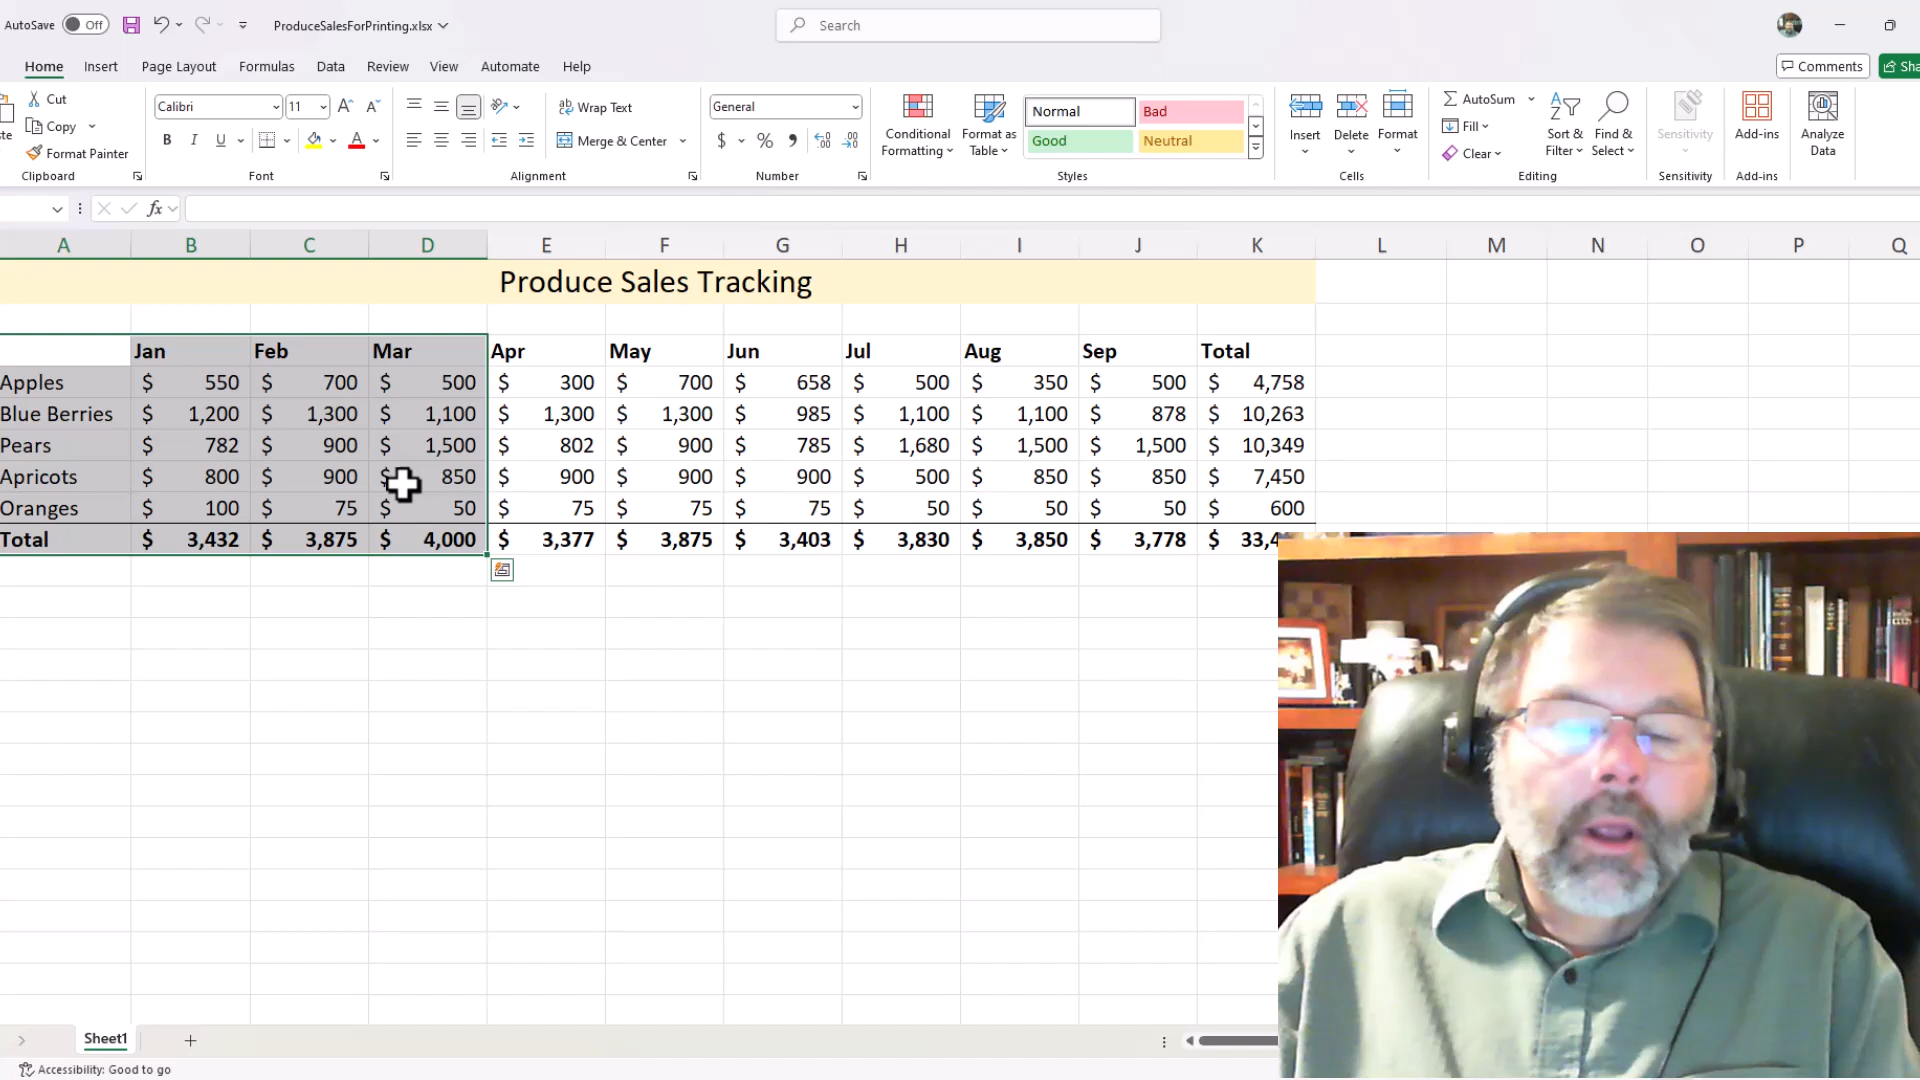 AutoSave Off ProduceSalesForPrinting.xlsx Search
Home Insert Page Layout Formulas Data Review View Automate Help Comments
Cut Calibri 11 Wrap Text General Conditional Formatting Format as Table Normal Bad Insert Delete Format AutoSum Sort & Filter Find & Select Sensitivity Add-ins Analyze Data
Copy B I U Merge & Center $ % Good Neutral Fill
Format Painter Clear
Clipboard Font Alignment Number Styles Cells Editing Sensitivity Add-ins
fx
A B C D E F G H I J K L M N O P Q
Produce Sales Tracking
Jan Feb Mar Apr May Jun Jul Aug Sep Total
Apples $ 550 $ 700 $ 500 $ 300 $ 700 $ 658 $ 500 $ 350 $ 500 $ 4,758
Blue Berries $ 1,200 $ 1,300 $ 1,100 $ 1,300 $ 1,300 $ 985 $ 1,100 $ 1,100 $ 878 $ 10,263
Pears $ 782 $ 900 $ 1,500 $ 802 $ 900 $ 785 $ 1,680 $ 1,500 $ 1,500 $ 10,349
Apricots $ 800 $ 900 $ 850 $ 900 $ 900 $ 900 $ 500 $ 850 $ 850 $ 7,450
Oranges $ 100 $ 75 $ 50 $ 75 $ 75 $ 75 $ 50 $ 50 $ 50 $ 600
Total $ 3,432 $ 3,875 $ 4,000 $ 3,377 $ 3,875 $ 3,403 $ 3,830 $ 3,850 $ 3,778 $
Sheet1
Accessibility: Good to go